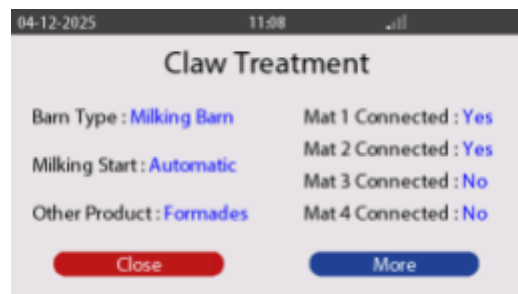 04-12-2025 11:08
Claw Treatment
Barn Type : Milking Barn
Mat 1 Connected : Yes
Mat 2 Connected : Yes
Milking Start : Automatic
Mat 3 Connected : No
Other Product : Formades
Mat 4 Connected : No
Close More